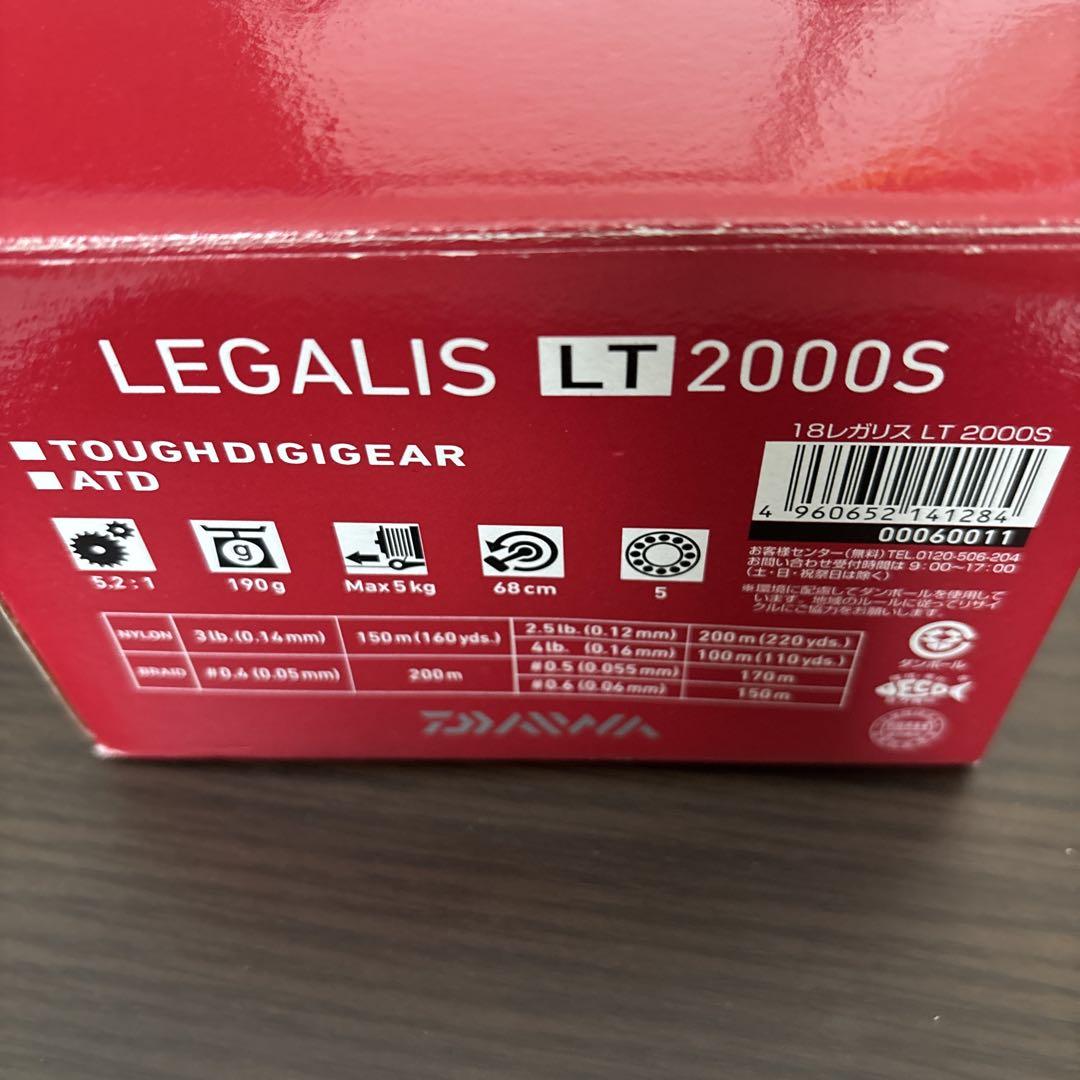 LEGALIS LT 2000S
■TOUGHDIGIGEAR
■ATD
18レガリス LT 2000S
4 960652 141284
00060011
お客様センター(無料)TEL.0120-506-204
お問い合わせ受付時間は 9:00〜17:00
(土・日・祝祭日は除く)
※環境に配慮してダンボールを使用して
います。地域のルールに従ってリサイ
クルにご協力をお願いします。
5.2:1
g
190g
Max5kg
68cm
5
NYLON 3lb.(0.14mm) 150m(160yds.) 2.5lb.(0.12mm) 200m(220yds.)
4lb. (0.16mm) 100m(110yds.)
BRAID #0.4(0.05mm) 200m #0.5(0.055mm) 170m
#0.6(0.06mm) 150m
ダンボール
ECO
DAIWA